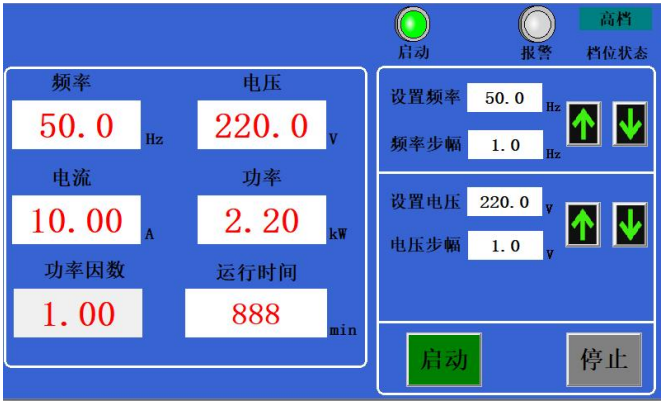 高档
启动 报警 档位状态
频率 电压
50.0 Hz 220.0 V
电流 功率
10.00 A 2.20 kW
功率因数 运行时间
1.00 888 min
设置频率 50.0 Hz
频率步幅 1.0 Hz
设置电压 220.0 V
电压步幅 1.0 V
启动 停止